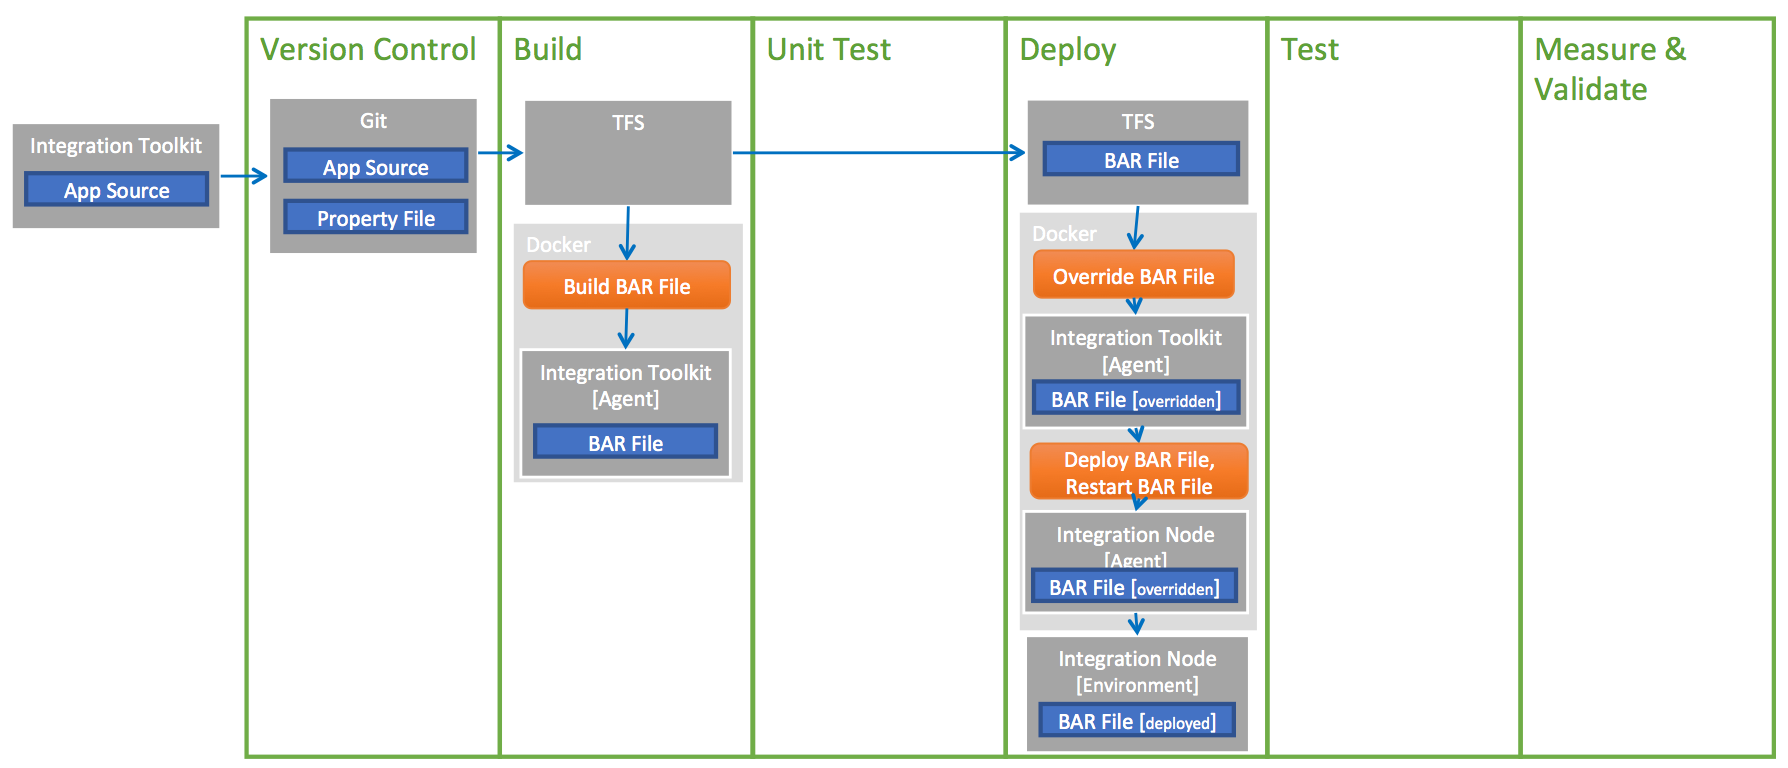 Version Control
Build
Unit Test
Deploy
Test
Measure &
Validate
Integration Toolkit
App Source
Git
App Source
Property File
TFS
Docker
Build BAR File
Integration Toolkit
[Agent]
BAR File
TFS
BAR File
Docker
Override BAR File
Integration Toolkit
[Agent]
BAR File [overridden]
Deploy BAR File,
Restart BAR File
Integration Node
[Agent]
BAR File [overridden]
Integration Node
[Environment]
BAR File [deployed]